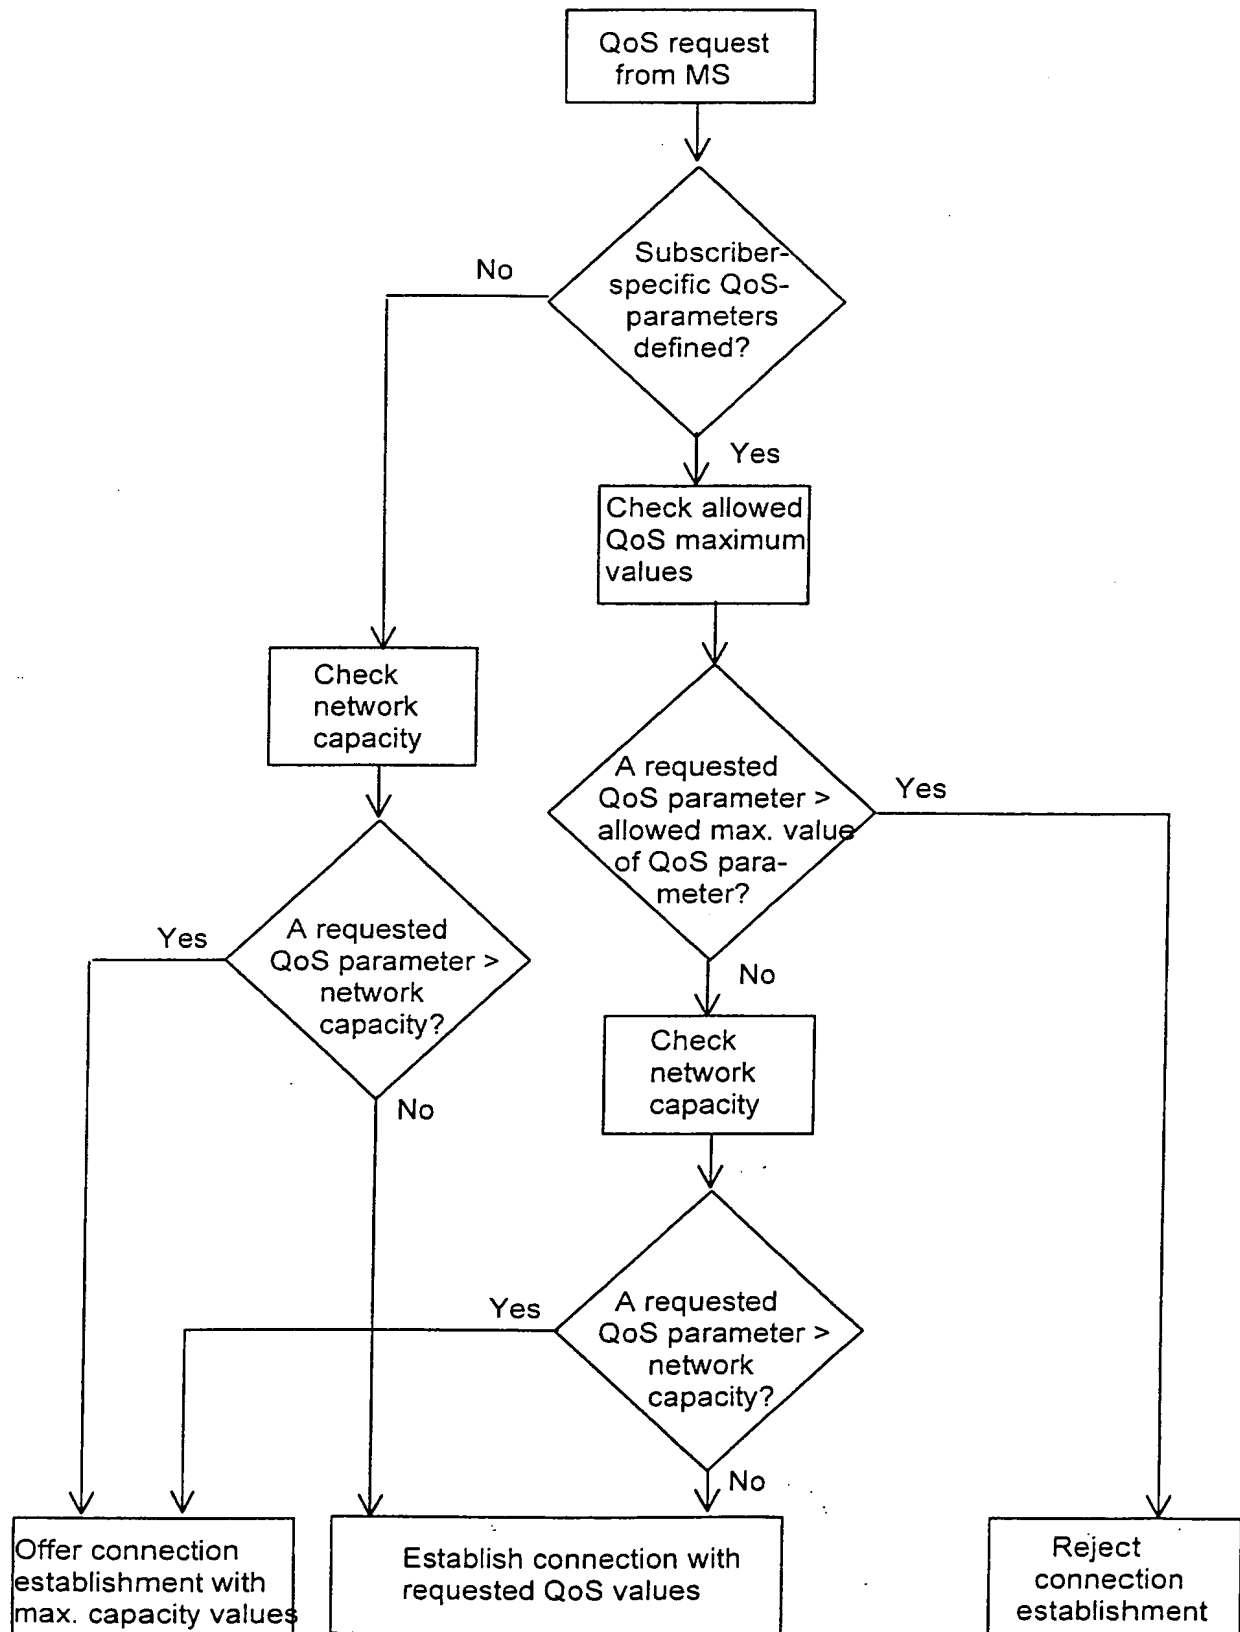 QoS request
from MS
Subscriber-
specific QoS-
parameters
defined?
No
Yes
Check allowed
QoS maximum
values
Check
network
capacity
A requested
QoS parameter >
allowed max. value
of QoS para-
meter?
Yes
A requested
QoS parameter >
network
capacity?
Yes
No
No
Check
network
capacity
A requested
QoS parameter >
network
capacity?
Yes
No
Offer connection
establishment with
max. capacity values
Establish connection with
requested QoS values
Reject
connection
establishment